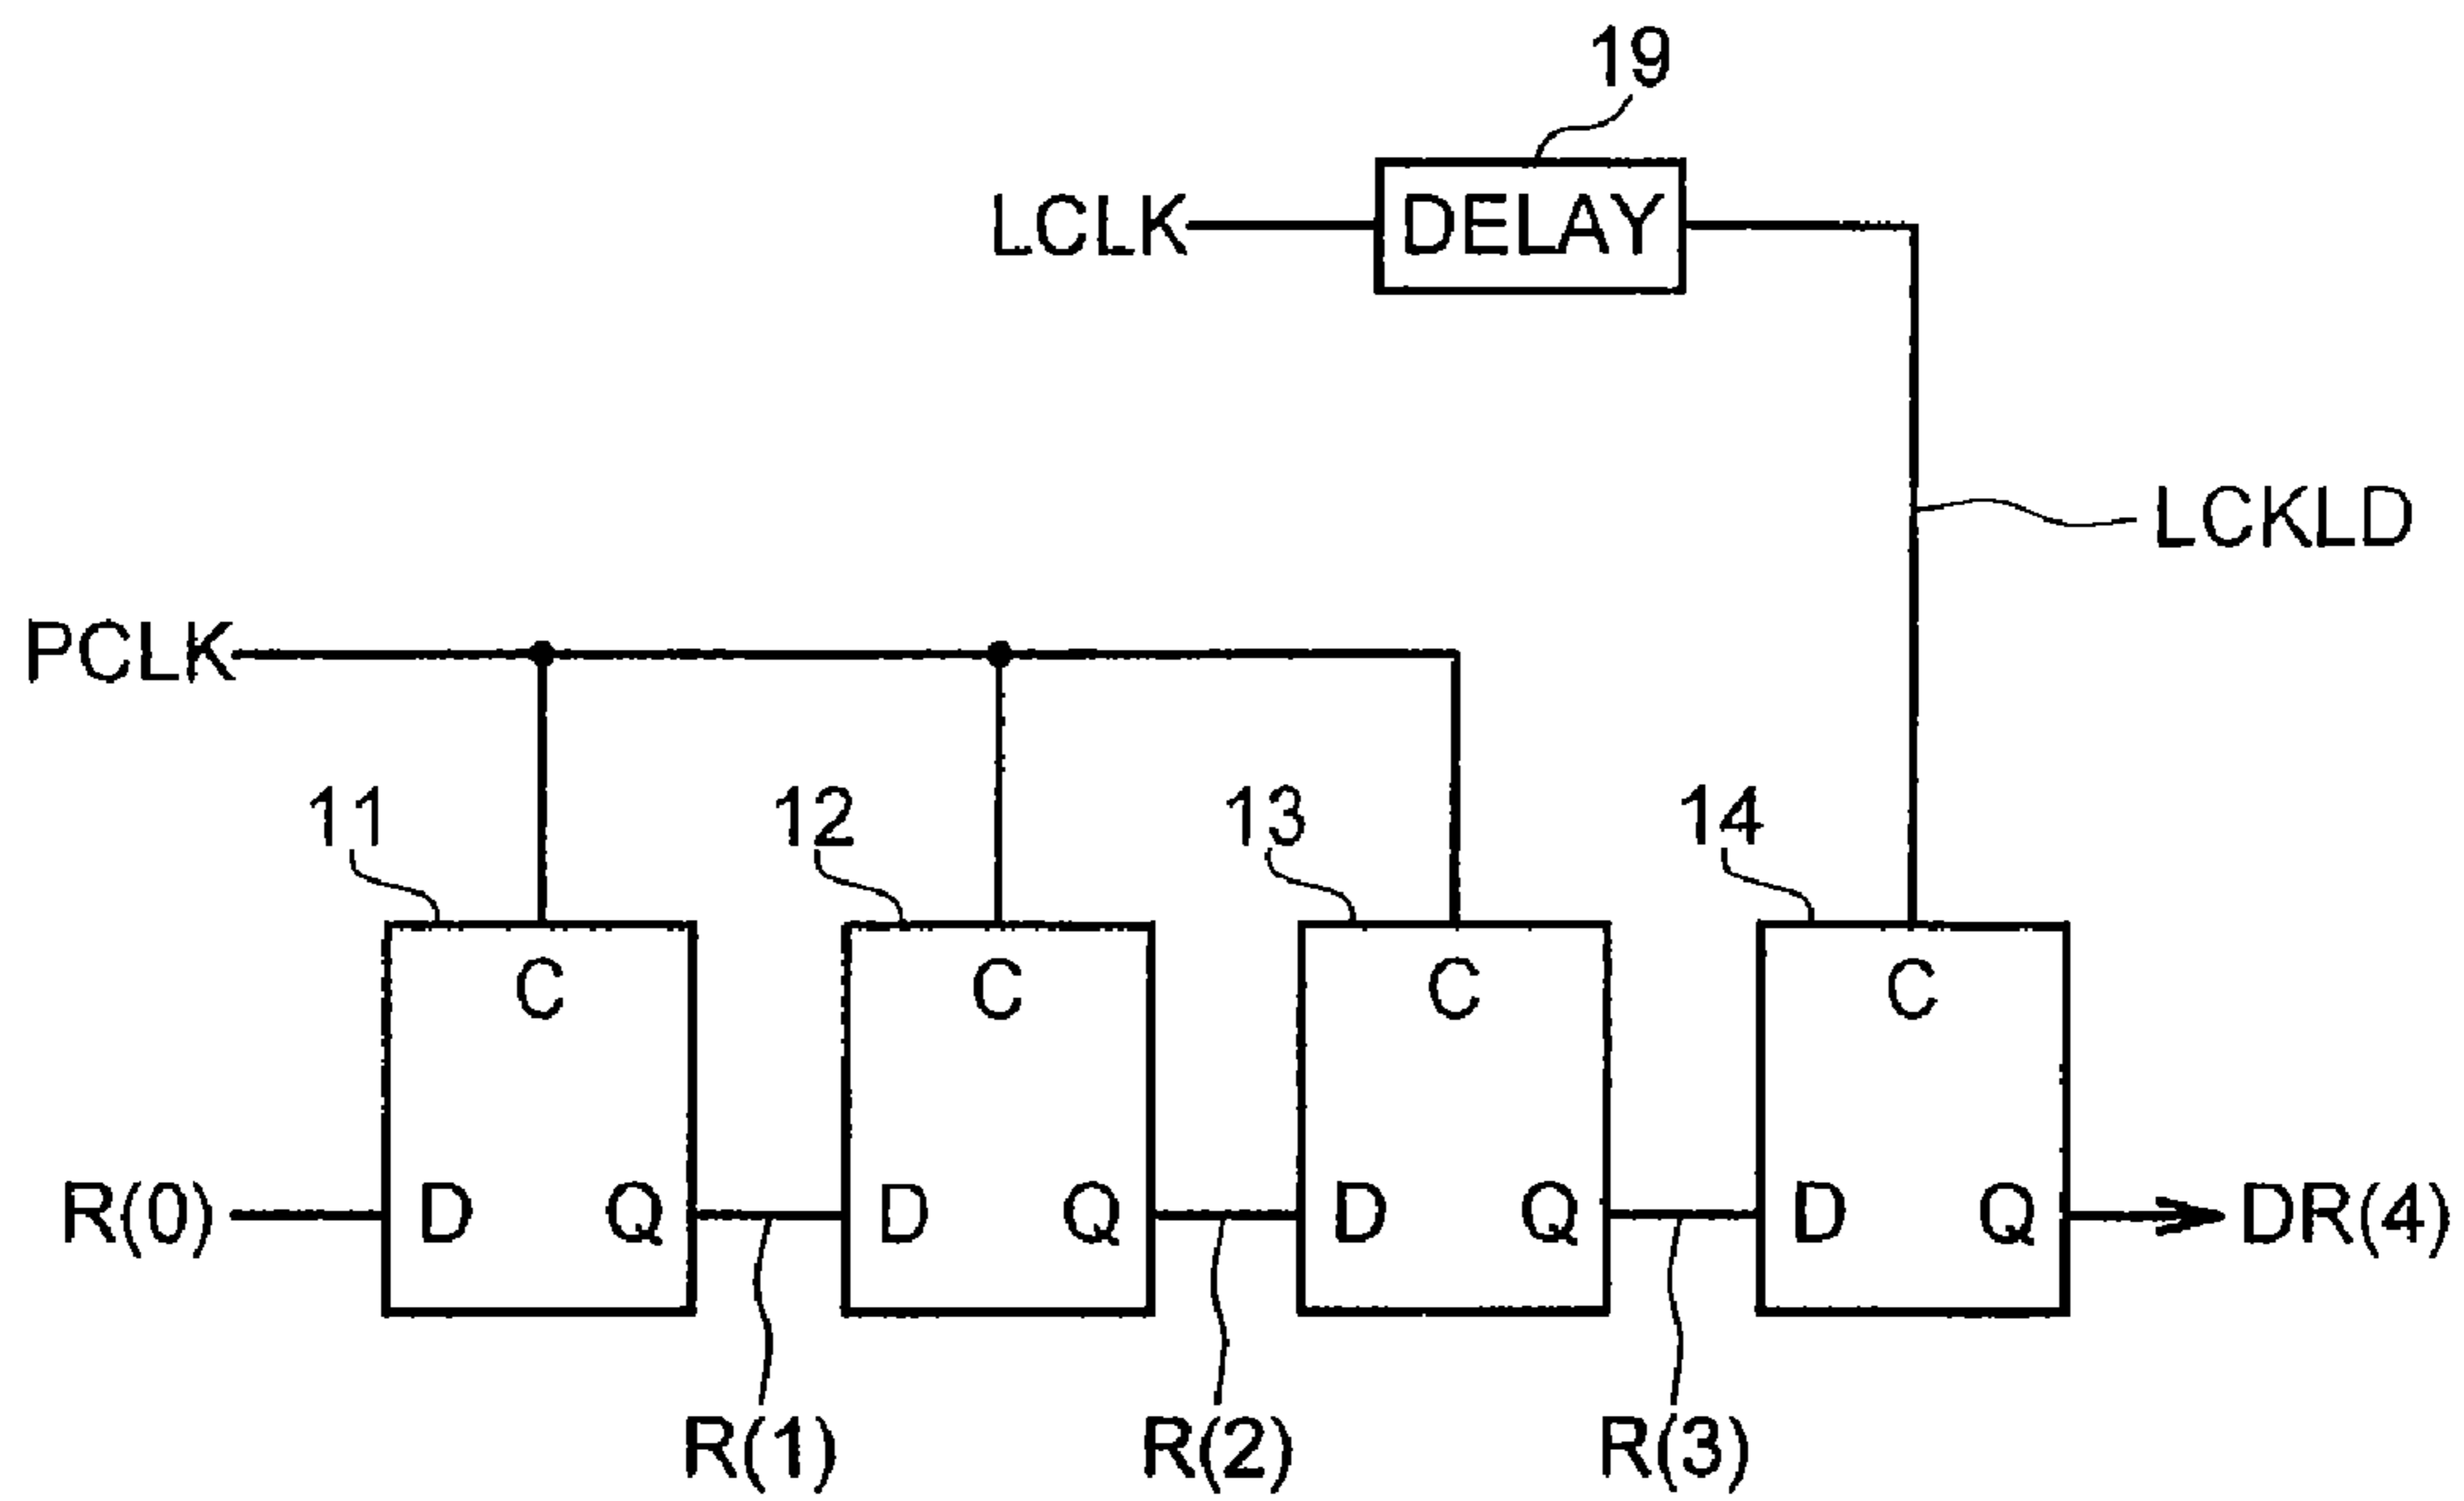 19
LCLK DELAY
LCKLD
PCLK
11 12 13 14
C C C C
R(0) D Q D Q D Q D Q DR(4)
R(1) R(2) R(3)